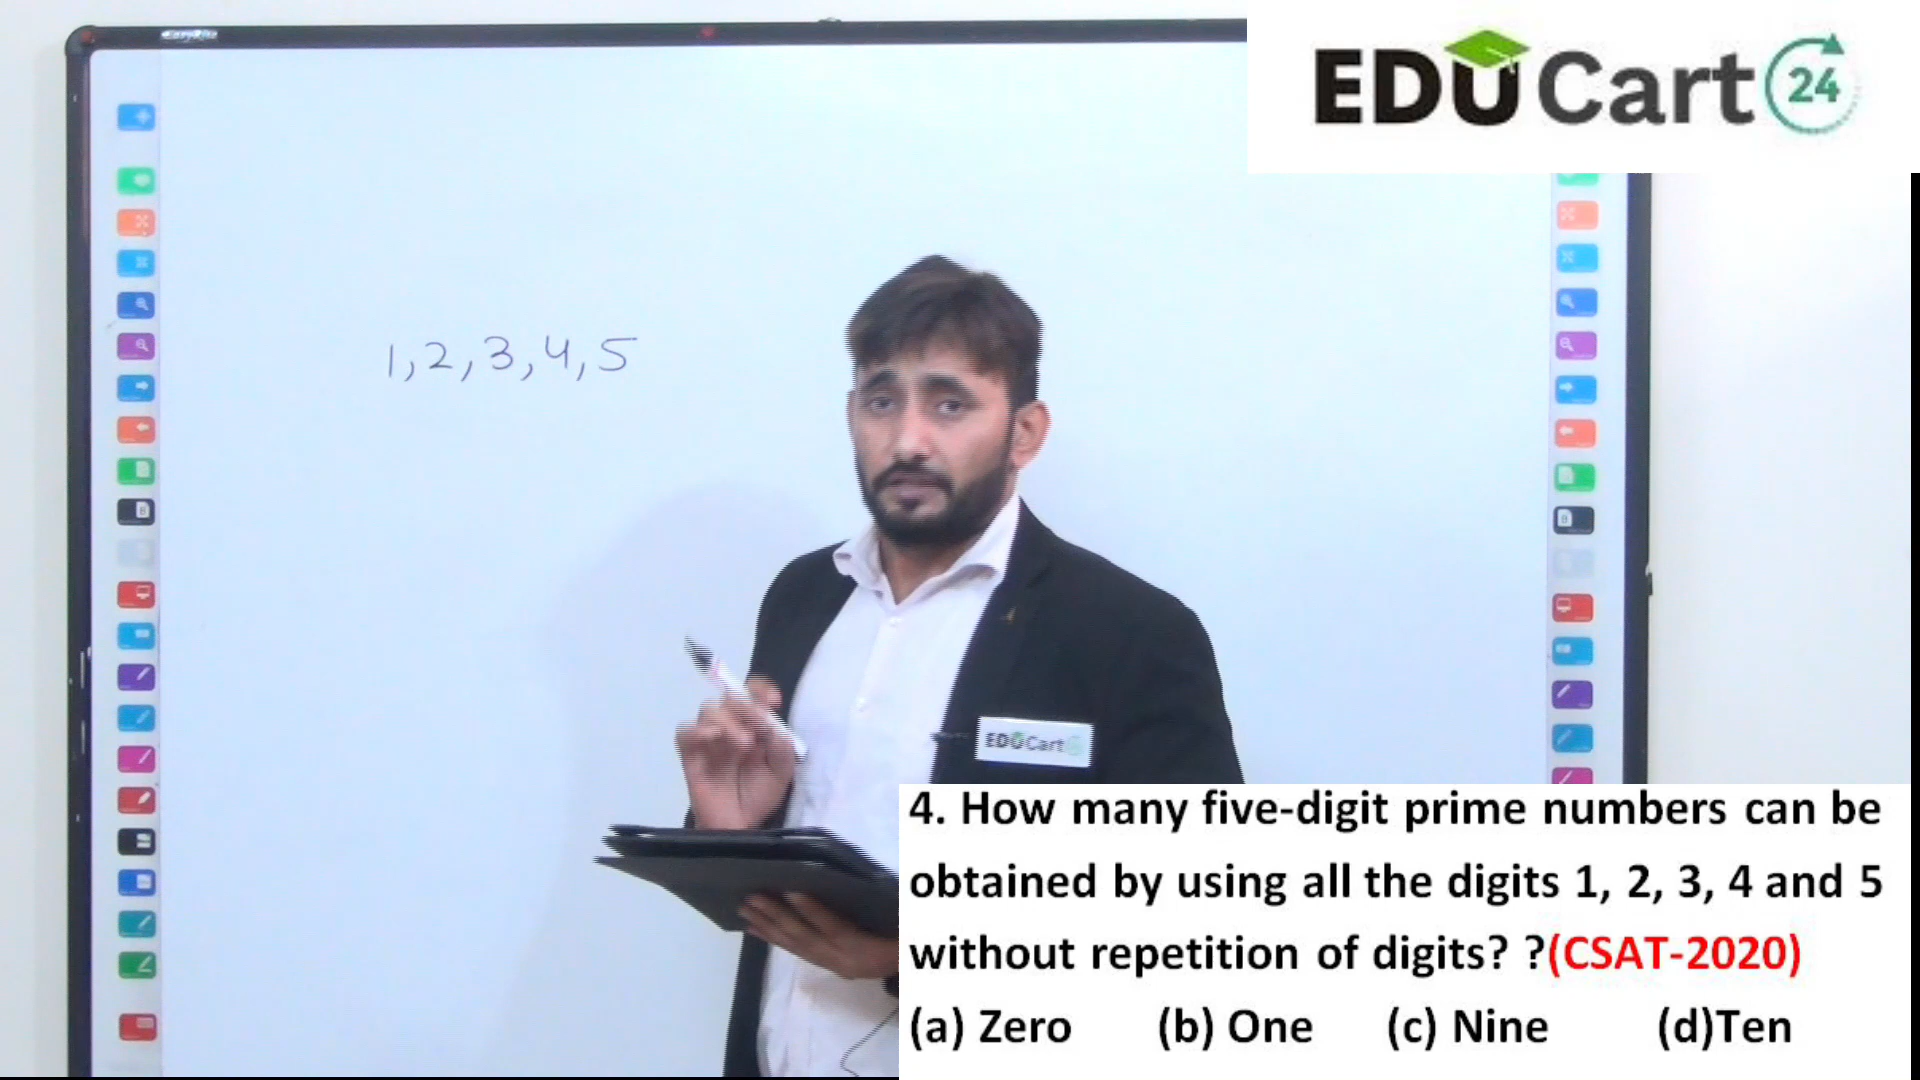 EasyRite
EDUCart 24
1,2,3,4,5
EDUCart
4. How many five-digit prime numbers can be
obtained by using all the digits 1, 2, 3, 4 and 5
without repetition of digits? ?(CSAT-2020)
(a) Zero (b) One (c) Nine (d)Ten